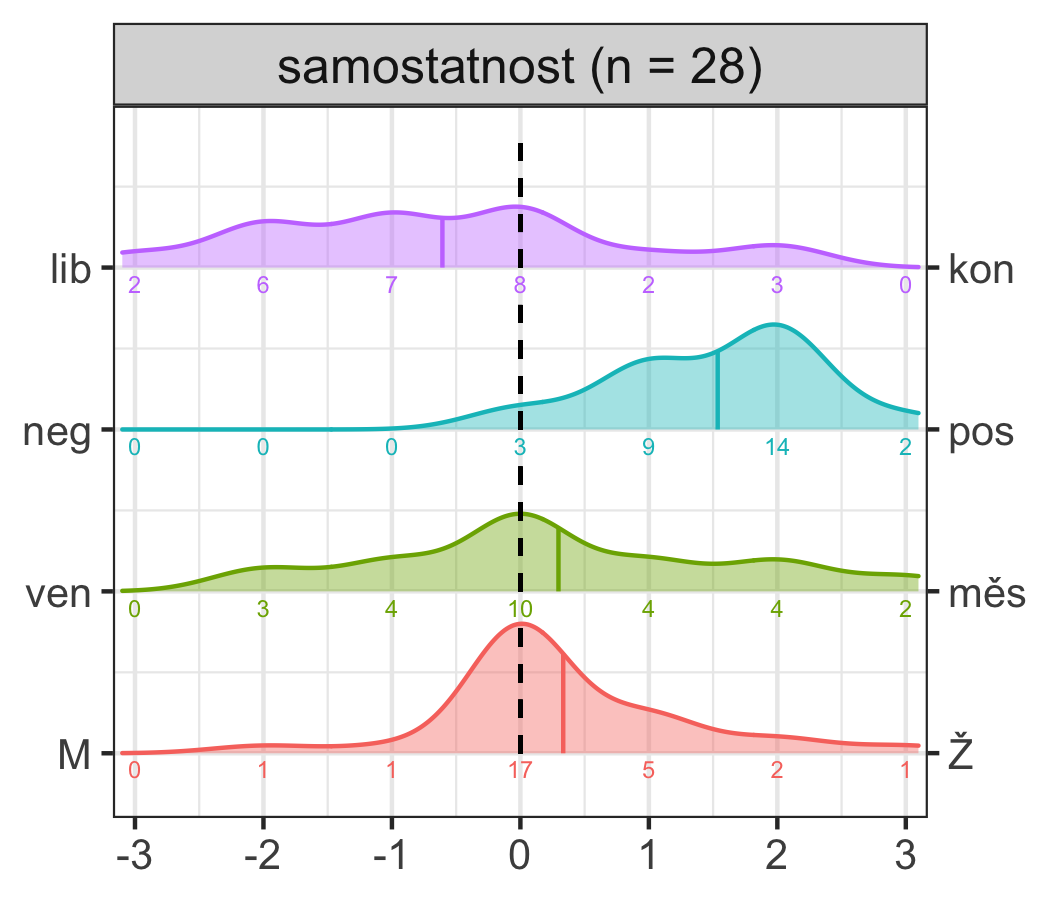 samostatnost (n = 28)
lib kon
2 6 7 8 2 3 0
neg pos
0 0 0 3 9 14 2
ven měs
0 3 4 10 4 4 2
M Ž
0 1 1 17 5 2 1
-3 -2 -1 0 1 2 3